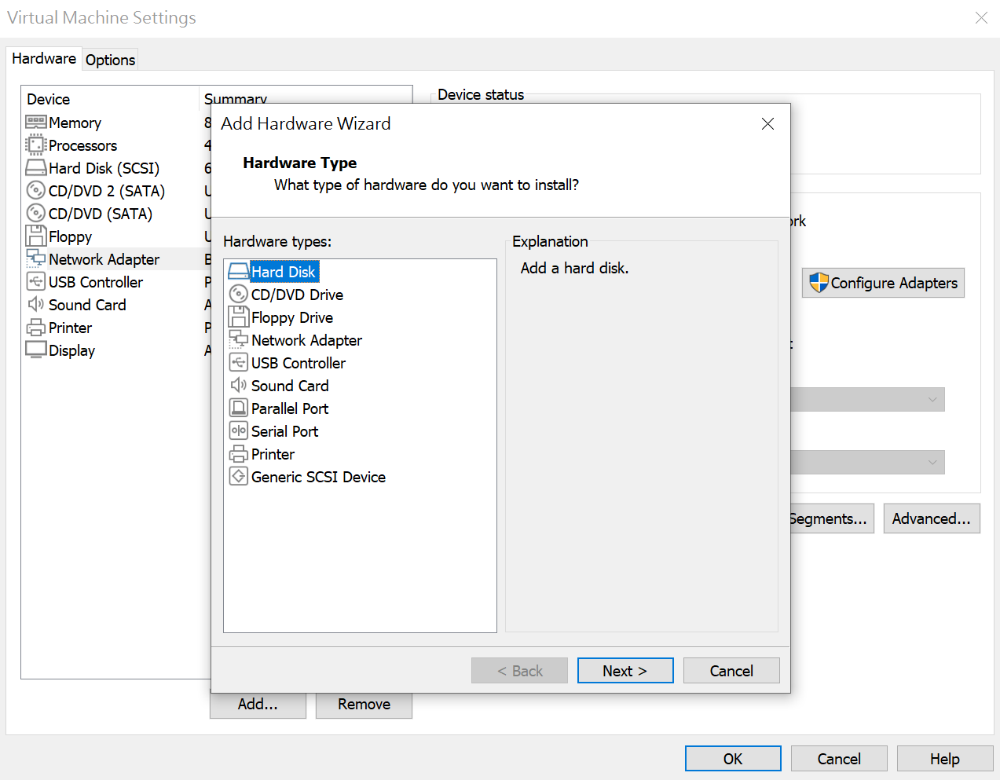 Virtual Machine Settings
Hardware
Options
Device
Summary
Memory
8
Processors
4
Hard Disk (SCSI)
6
CD/DVD 2 (SATA)
U
CD/DVD (SATA)
U
Floppy
U
Network Adapter
B
USB Controller
P
Sound Card
A
Printer
P
Display
A
Add...
Remove
Device status
Configure Adapters
Segments...
Advanced...
Add Hardware Wizard
Hardware Type
What type of hardware do you want to install?
Hardware types:
Hard Disk
CD/DVD Drive
Floppy Drive
Network Adapter
USB Controller
Sound Card
Parallel Port
Serial Port
Printer
Generic SCSI Device
Explanation
Add a hard disk.
< Back
Next >
Cancel
OK
Cancel
Help